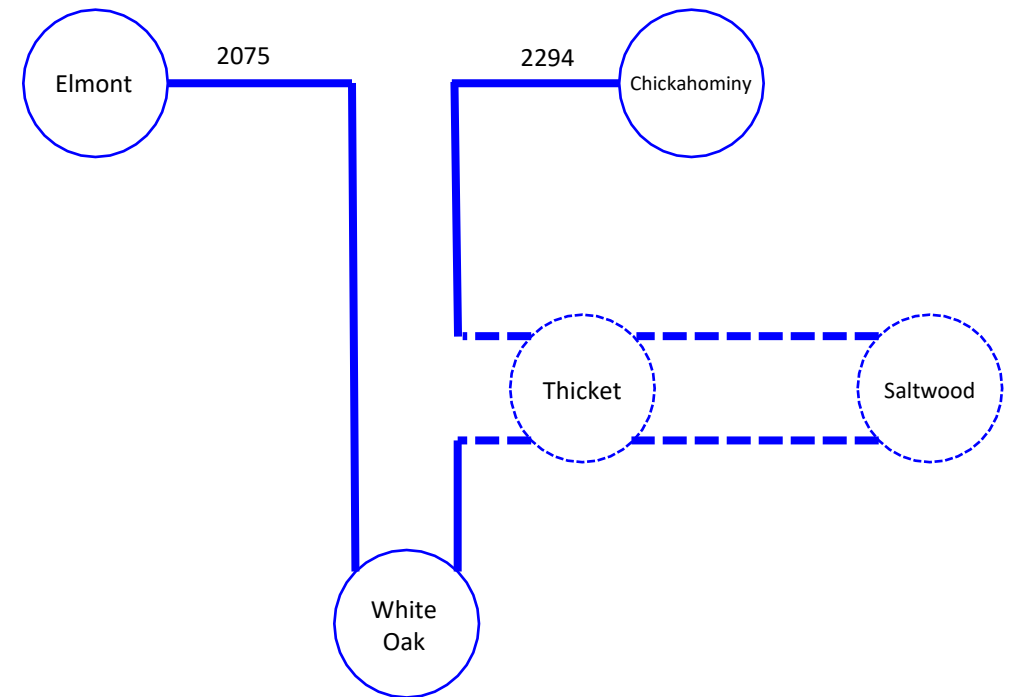 2075
2294
Elmont
Chickahominy
Thicket
Saltwood
White
Oak